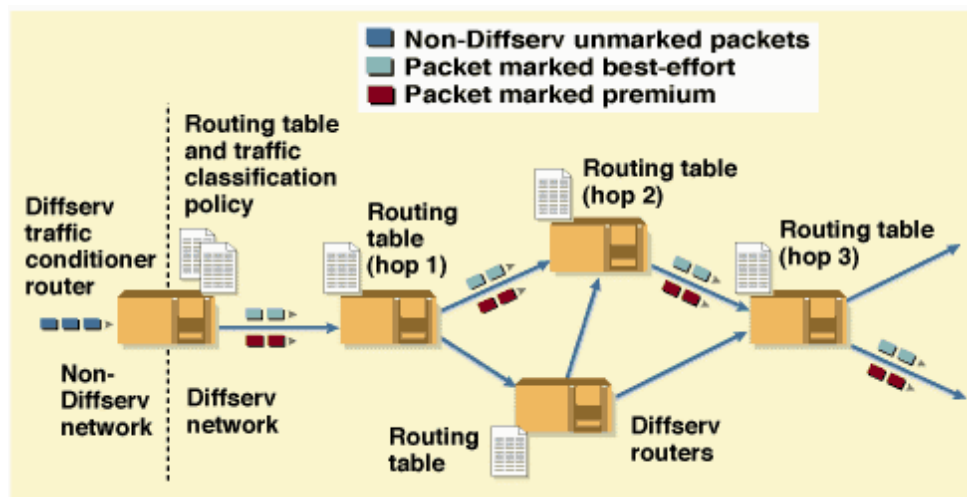 Non-Diffserv unmarked packets
Packet marked best-effort
Packet marked premium
Routing table
and traffic
classification
policy
Diffserv
traffic
conditioner
router
Routing
table
(hop 1)
Routing table
(hop 2)
Routing table
(hop 3)
Non-
Diffserv
network
Diffserv
network
Routing
table
Diffserv
routers